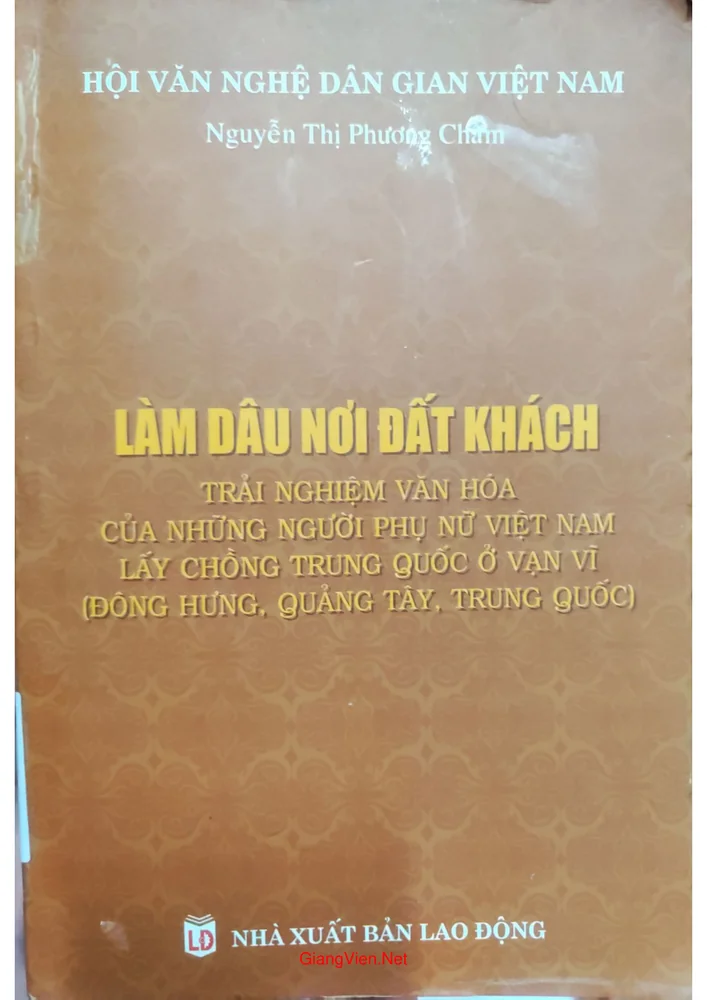 HỘI VĂN NGHỆ DÂN GIAN VIỆT NAM
Nguyễn Thị Phương Châm
LÀM DÂU NƠI ĐẤT KHÁCH
TRẢI NGHIỆM VĂN HÓA
CỦA NHỮNG NGƯỜI PHỤ NỮ VIỆT NAM
LẤY CHỒNG TRUNG QUỐC Ở VẠN VĨ
(ĐÔNG HƯNG, QUẢNG TÂY, TRUNG QUỐC)
LĐ NHÀ XUẤT BẢN LAO ĐỘNG
GiangVien.Net